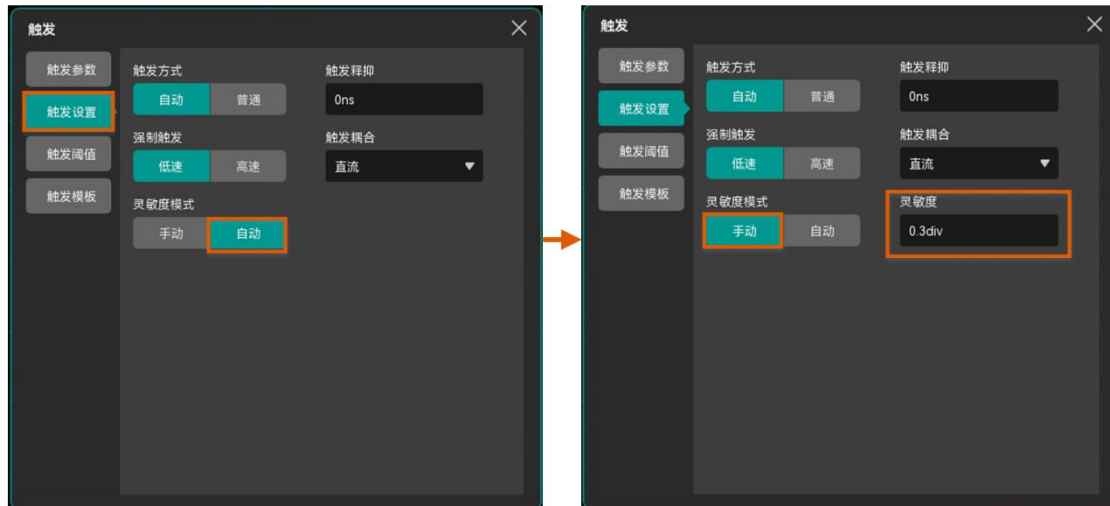 触发
触发参数
触发设置
触发阈值
触发模板
触发方式
自动 普通
触发释抑
0ns
强制触发
低速 高速
触发耦合
直流
灵敏度模式
手动 自动
触发
触发参数
触发设置
触发阈值
触发模板
触发方式
自动 普通
触发释抑
0ns
强制触发
低速 高速
触发耦合
直流
灵敏度模式
手动 自动
灵敏度
0.3div